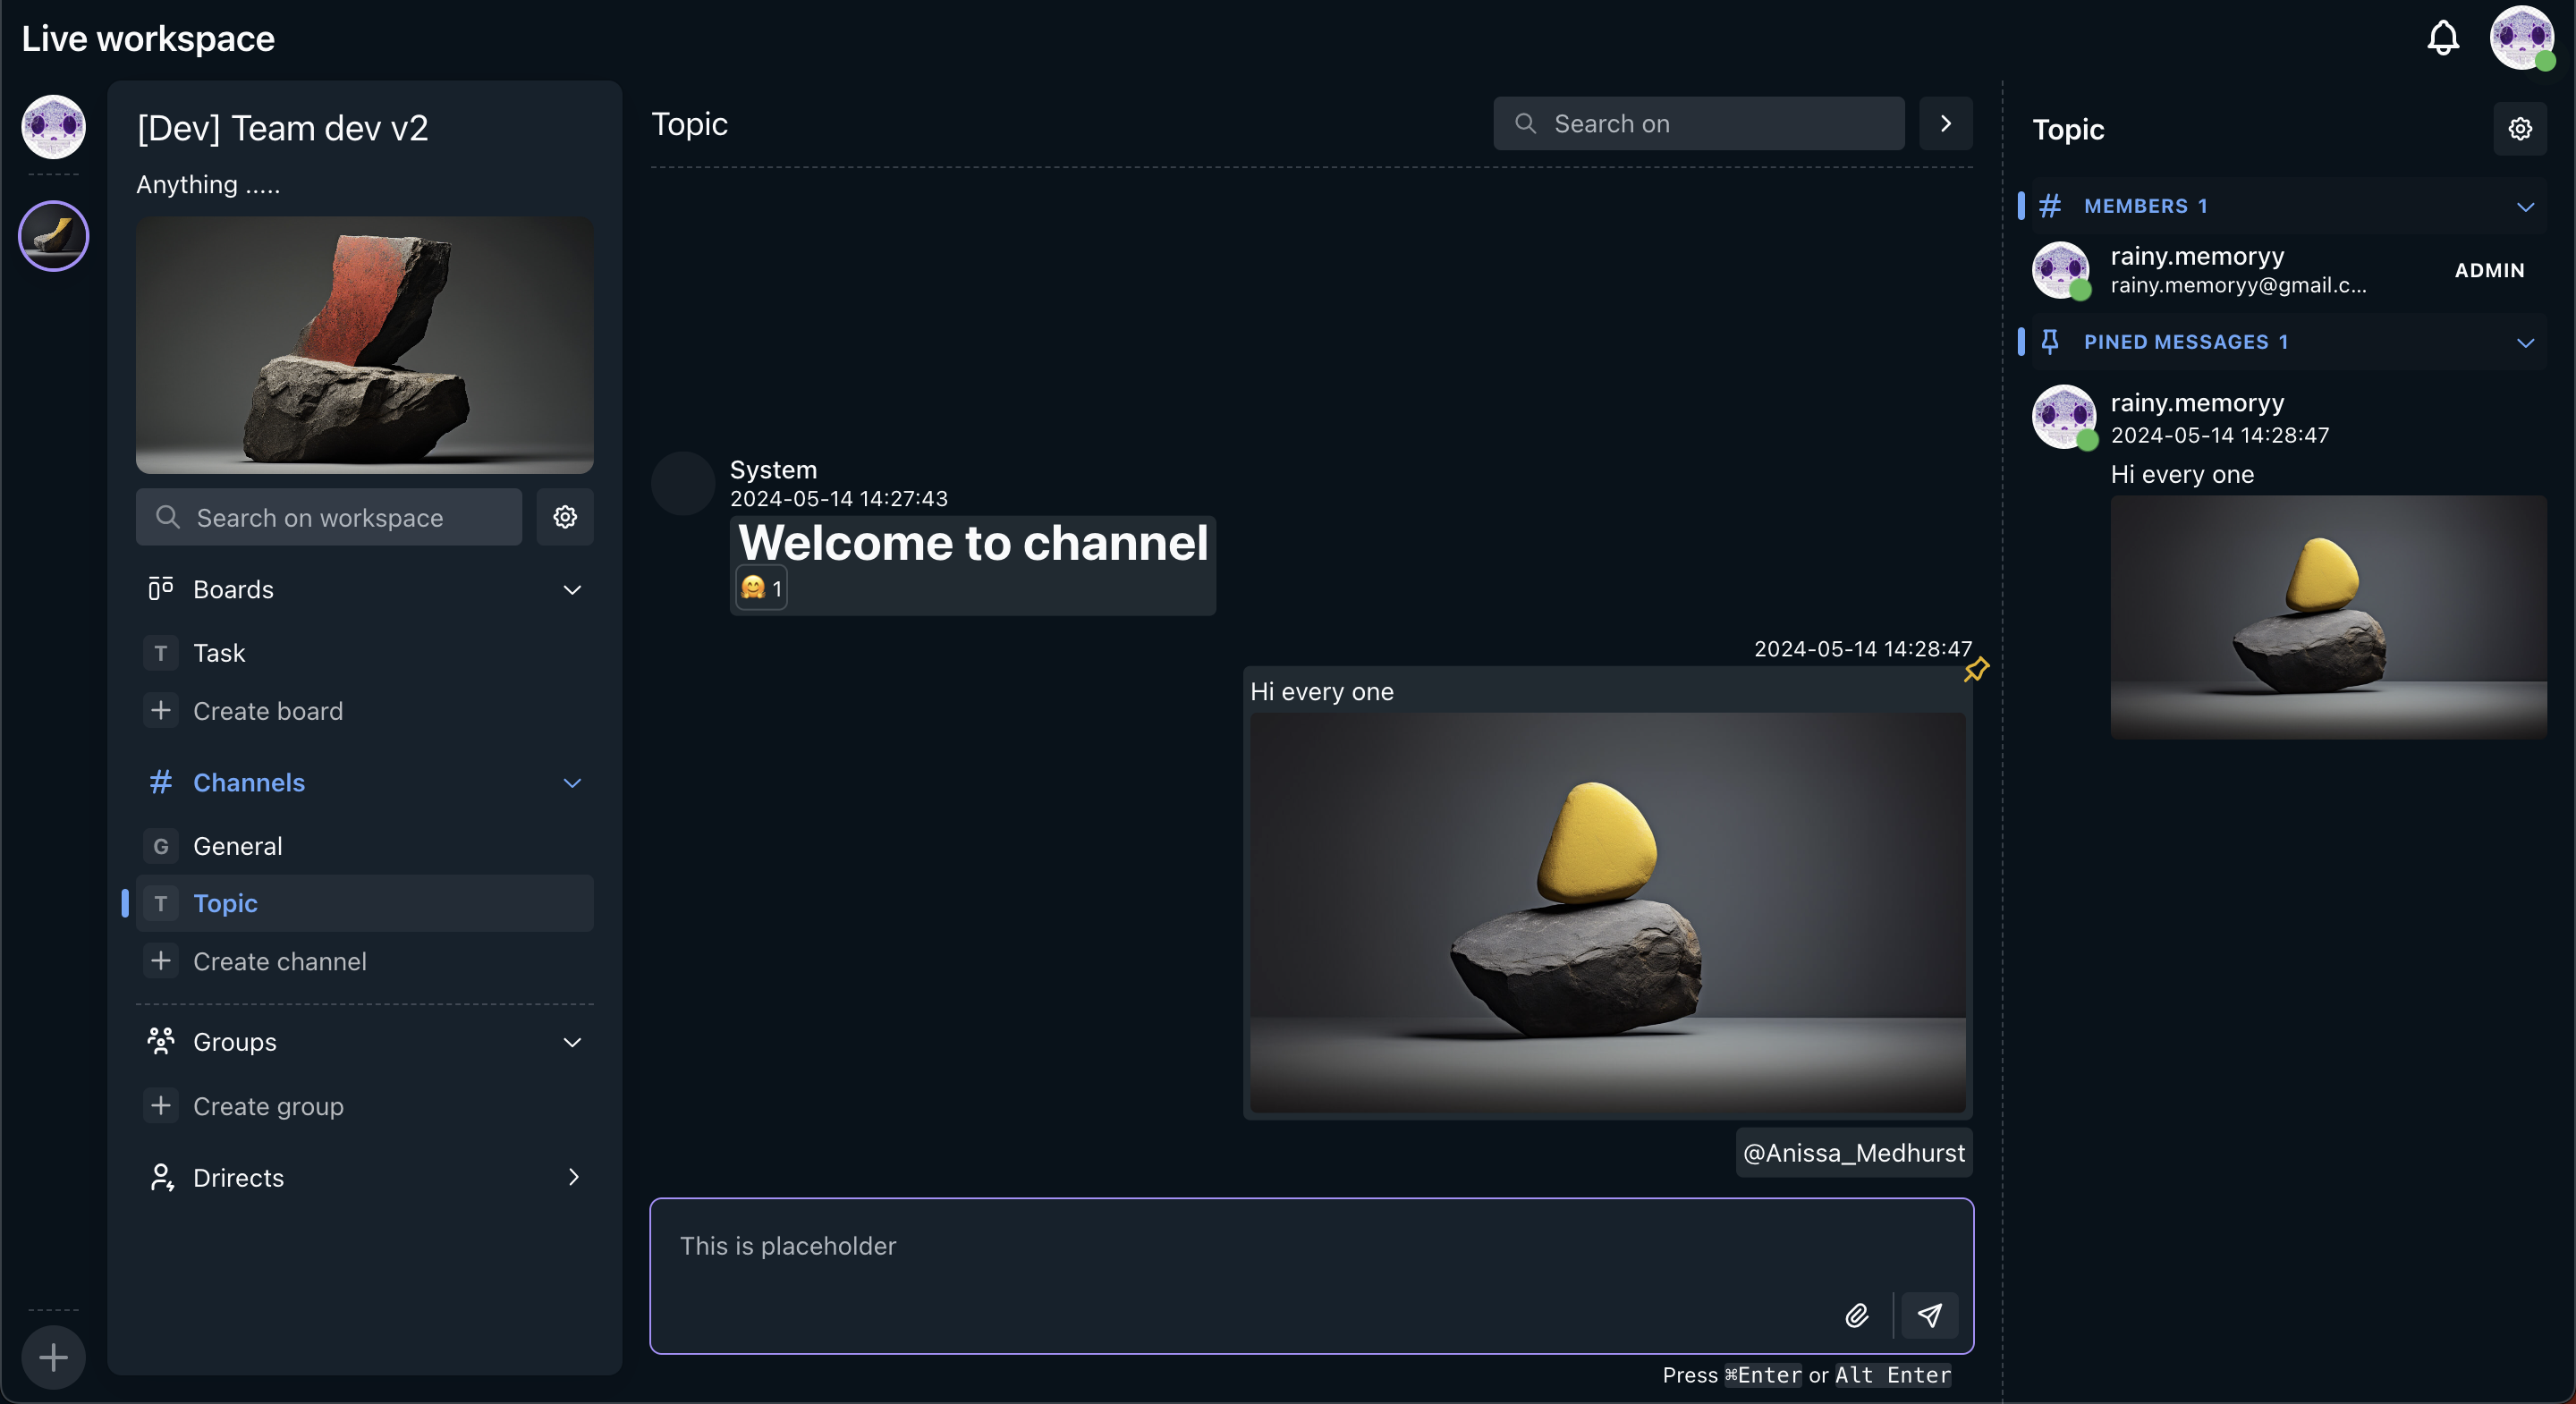 Live workspace
[Dev] Team dev v2
Anything .....
Search on workspace
Boards
T Task
Create board
# Channels
G General
T Topic
Create channel
Groups
Create group
Drirects
Topic
Search on
System
2024-05-14 14:27:43
Welcome to channel
🤗 1
2024-05-14 14:28:47
Hi every one
@Anissa_Medhurst
This is placeholder
Press ⌘Enter or Alt Enter
Topic
# MEMBERS 1
rainy.memoryy
rainy.memoryy@gmail.c...
ADMIN
PINED MESSAGES 1
rainy.memoryy
2024-05-14 14:28:47
Hi every one